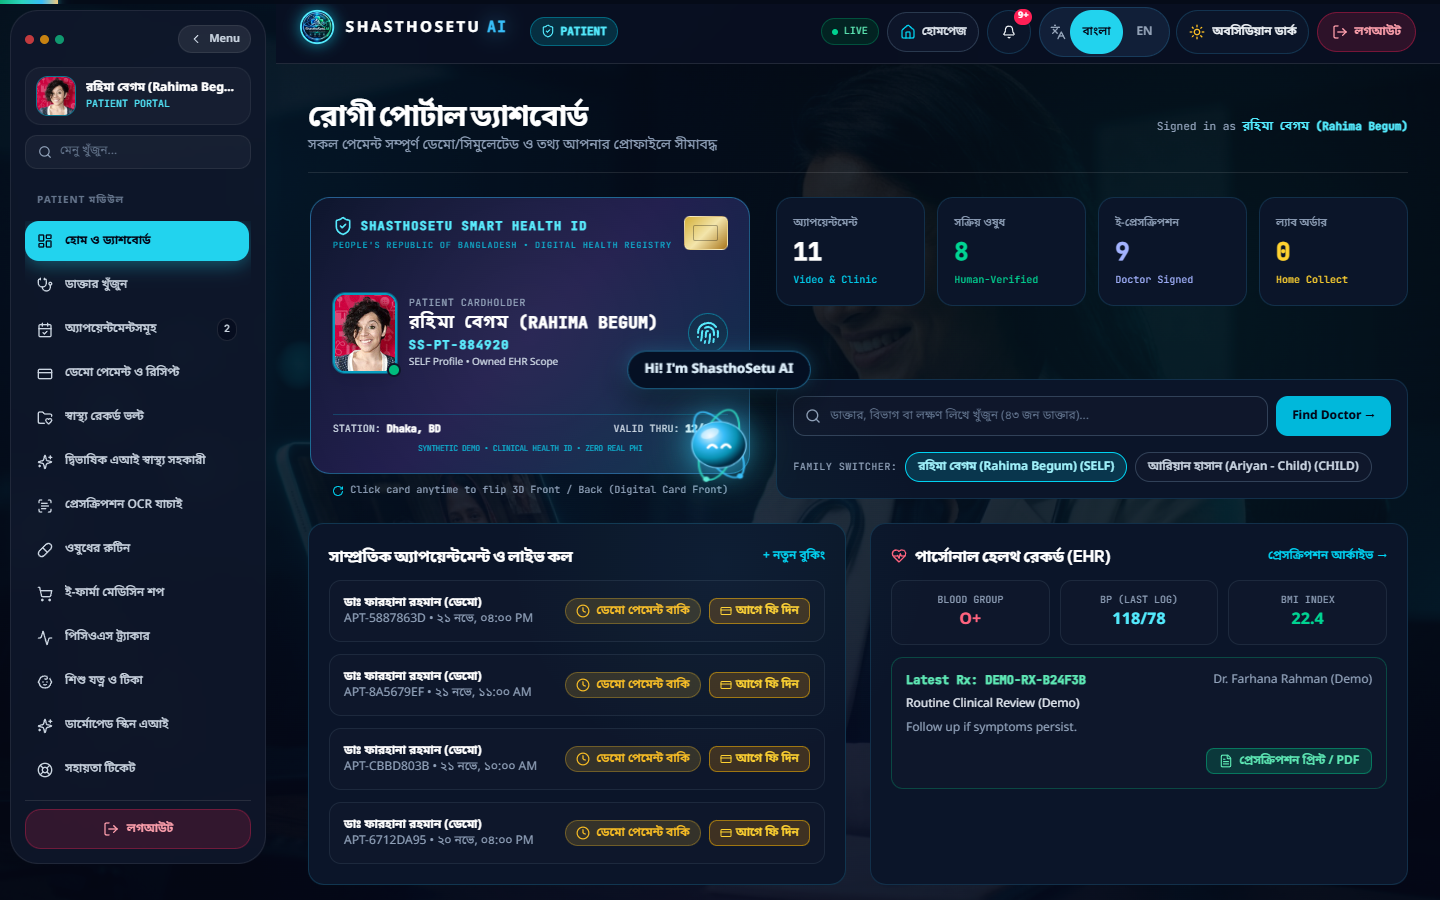 Menu
রহিমা বেগম (Rahima Beg...
PATIENT PORTAL
মেনু খুঁজুন...
PATIENT মডিউল
হোম ও ড্যাশবোর্ড
ডাক্তার খুঁজুন
অ্যাপয়েন্টমেন্টসমূহ
2
ডেমো পেমেন্ট ও রিসিপ্ট
স্বাস্থ্য রেকর্ড ভল্ট
দ্বিভাষিক এআই স্বাস্থ্য সহকারী
প্রেসক্রিপশন OCR যাচাই
ওষুধের রুটিন
ই-ফার্মা মেডিসিন শপ
পিসিওএস ট্র্যাকার
শিশু যত্ন ও টিকা
ডার্মোপেড স্কিন এআই
সহায়তা টিকেট
লগআউট
SHASTHOSETU AI
PATIENT
LIVE
হোমপেজ
9+
বাংলা
EN
অবসিডিয়ান ডার্ক
লগআউট
রোগী পোর্টাল ড্যাশবোর্ড
সকল পেমেন্ট সম্পূর্ণ ডেমো/সিমুলেটেড ও তথ্য আপনার প্রোফাইলে সীমাবদ্ধ
Signed in as রহিমা বেগম (Rahima Begum)
SHASTHOSETU SMART HEALTH ID
PEOPLE'S REPUBLIC OF BANGLADESH • DIGITAL HEALTH REGISTRY
PATIENT CARDHOLDER
রহিমা বেগম (RAHIMA BEGUM)
SS-PT-884920
SELF Profile • Owned EHR Scope
Hi! I'm ShasthoSetu AI
STATION: Dhaka, BD
VALID THRU: 12/
SYNTHETIC DEMO • CLINICAL HEALTH ID • ZERO REAL PHI
Click card anytime to flip 3D Front / Back (Digital Card Front)
অ্যাপয়েন্টমেন্ট
11
Video & Clinic
সক্রিয় ওষুধ
8
Human-Verified
ই-প্রেসক্রিপশন
9
Doctor Signed
ল্যাব অর্ডার
0
Home Collect
ডাক্তার, বিভাগ বা লক্ষণ লিখে খুঁজুন (৪৩ জন ডাক্তার)...
Find Doctor →
FAMILY SWITCHER:
রহিমা বেগম (Rahima Begum) (SELF)
আরিয়ান হাসান (Ariyan - Child) (CHILD)
সাম্প্রতিক অ্যাপয়েন্টমেন্ট ও লাইভ কল
+ নতুন বুকিং
ডাঃ ফারহানা রহমান (ডেমো)
APT-5887863D • ২১ নভে, ০৪:০০ PM
ডেমো পেমেন্ট বাকি
আগে ফি দিন
ডাঃ ফারহানা রহমান (ডেমো)
APT-8A5679EF • ২১ নভে, ১১:০০ AM
ডেমো পেমেন্ট বাকি
আগে ফি দিন
ডাঃ ফারহানা রহমান (ডেমো)
APT-CBBD803B • ২১ নভে, ১০:০০ AM
ডেমো পেমেন্ট বাকি
আগে ফি দিন
ডাঃ ফারহানা রহমান (ডেমো)
APT-6712DA95 • ২০ নভে, ০৪:০০ PM
ডেমো পেমেন্ট বাকি
আগে ফি দিন
পার্সোনাল হেলথ রেকর্ড (EHR)
প্রেসক্রিপশন আর্কাইভ →
BLOOD GROUP
O+
BP (LAST LOG)
118/78
BMI INDEX
22.4
Latest Rx: DEMO-RX-B24F3B
Dr. Farhana Rahman (Demo)
Routine Clinical Review (Demo)
Follow up if symptoms persist.
প্রেসক্রিপশন প্রিন্ট / PDF